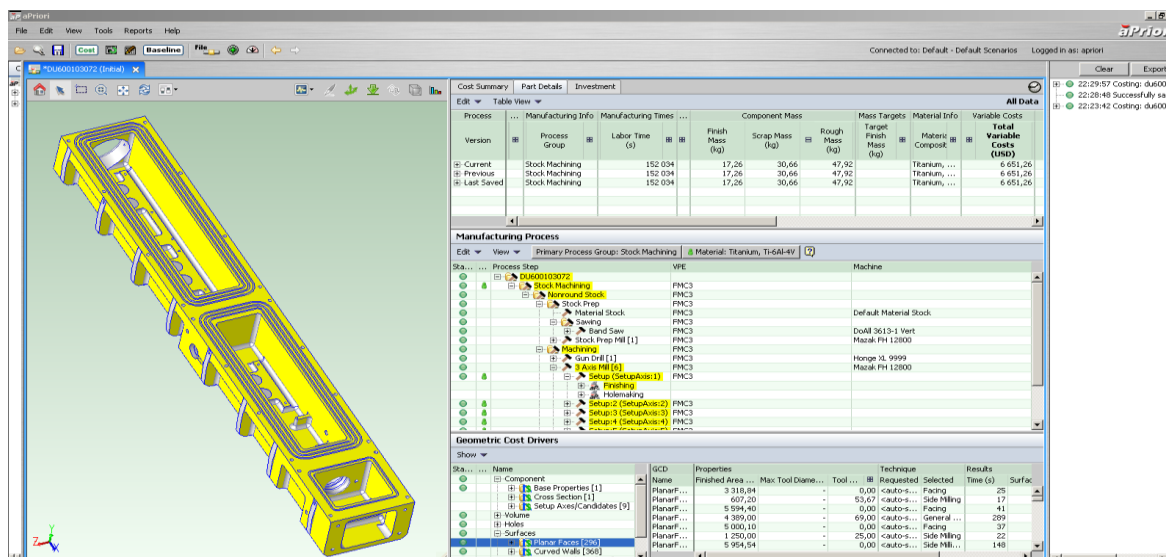 aPriori
File Edit View Tools Reports Help
aPriori
Cost Baseline File Connected to: Default - Default Scenarios Logged in as: apriori
*DU600103072 (Initial) Clear Export
22:29:57 Costing: du600
22:28:48 Successfully sa
22:23:42 Costing: du600
Cost Summary Part Details Investment
Edit Table View All Data
Process ... Manufacturing Info Manufacturing Times ... Component Mass Mass Targets Material Info Variable Costs
Version Process Group Labor Time (s) Finish Mass (kg) Scrap Mass (kg) Rough Mass (kg) Target Finish Mass (kg) Composit Total Variable Costs (USD)
Current Stock Machining 152 034 17,26 30,66 47,92 Titanium, ... 6 651,26
Previous Stock Machining 152 034 17,26 30,66 47,92 Titanium, ... 6 651,26
Last Saved Stock Machining 152 034 17,26 30,66 47,92 Titanium, ... 6 651,26
Manufacturing Process
Edit View Primary Process Group: Stock Machining Material: Titanium, Ti-6Al-4V
Sta... ... Process Step VPE Machine
DU600103072 FMC3
Stock Machining FMC3
Nonround Stock FMC3
Stock Prep FMC3
Material Stock FMC3 Default Material Stock
Sawing FMC3
Band Saw FMC3 DoAll 3613-1 Vert
Stock Prep Mill [1] FMC3 Mazak FH 12800
Machining FMC3
Gun Drill [1] FMC3 Honge XL 9999
3 Axis Mill [6] FMC3 Mazak FH 12800
Setup (SetupAxis:1) FMC3
Finishing
Holemaking
Setup:2 (SetupAxis:2) FMC3
Setup:3 (SetupAxis:3) FMC3
Setup:4 (SetupAxis:4) FMC3
Geometric Cost Drivers
Show
Sta... ... Name GCD Properties Technique Results
Component Name Finished Area ... Max Tool Diame... Tool ... Requested Selected Time (s) Surfac
Base Properties [1] PlanarF... 3 318,84 - 0,00 <auto-s... Facing 25
Cross Section [1] PlanarF... 607,20 - 53,67 <auto-s... Side Milling 17
Setup Axes/Candidates [9] PlanarF... 5 594,40 - 0,00 <auto-s... Facing 41
Volume PlanarF... 4 389,00 - 69,00 <auto-s... General ... 289
Holes PlanarF... 5 000,10 - 0,00 <auto-s... Facing 37
Surfaces PlanarF... 1 250,00 - 25,00 <auto-s... Side Milling 22
Planar Faces [296] PlanarF... 5 954,54 - 0,00 <auto-s... Side Mill... 148
Curved Walls [368]
Z X